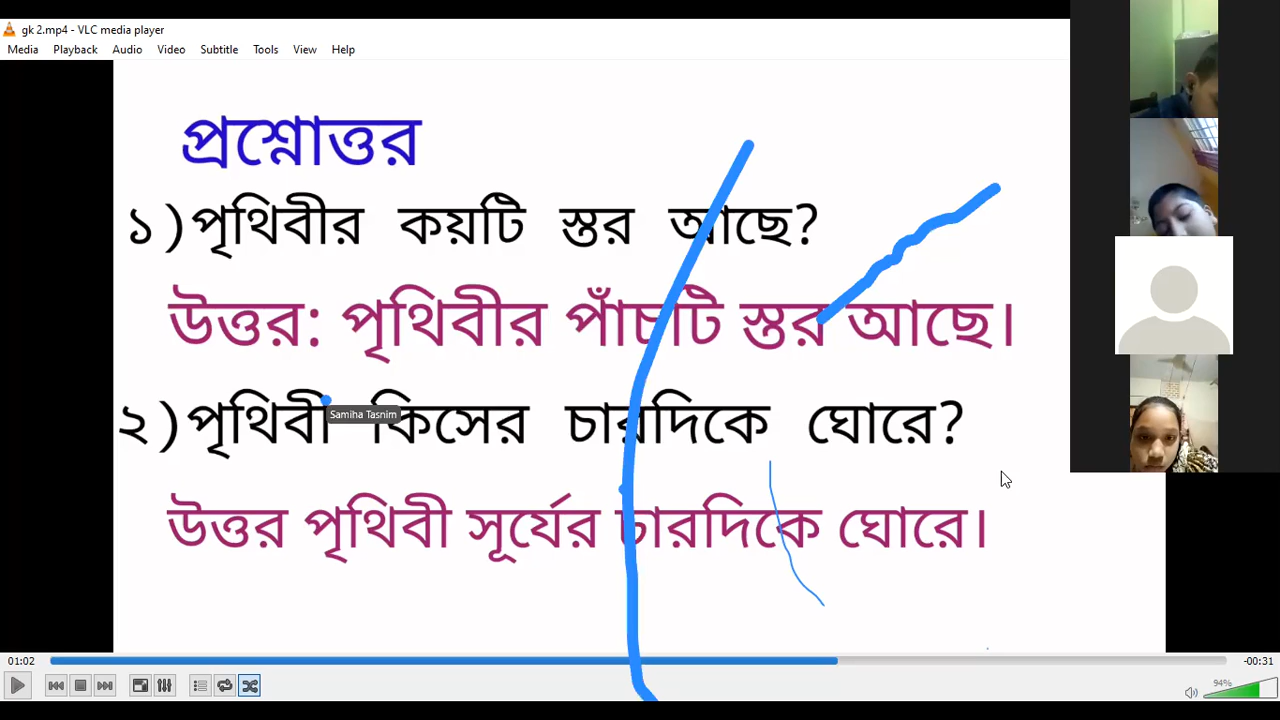 gk 2.mp4 - VLC media player
Media Playback Audio Video Subtitle Tools View Help
প্রশ্নোত্তর
১)পৃথিবীর কয়টি স্তর আছে?
উত্তর: পৃথিবীর পাঁচটি স্তর আছে।
২)পৃথিবী কিসের চারদিকে ঘোরে?
Samiha Tasnim
উত্তর পৃথিবী সূর্যের চারদিকে ঘোরে।
01:02 -00:31
94%